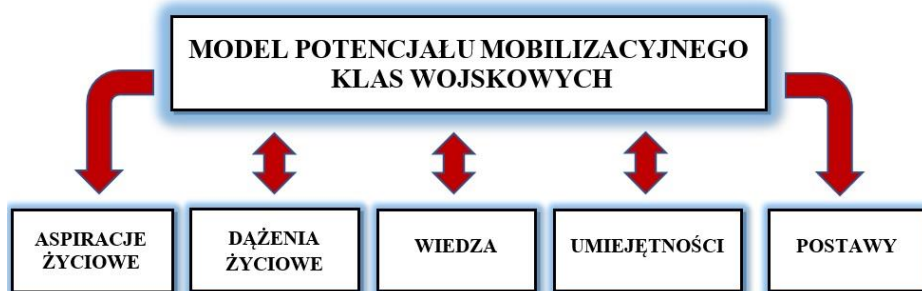 MODEL POTENCJAŁU MOBILIZACYJNEGO
KLAS WOJSKOWYCH
ASPIRACJE
ŻYCIOWE
DĄŻENIA
ŻYCIOWE
WIEDZA
UMIEJĘTNOŚCI
POSTAWY